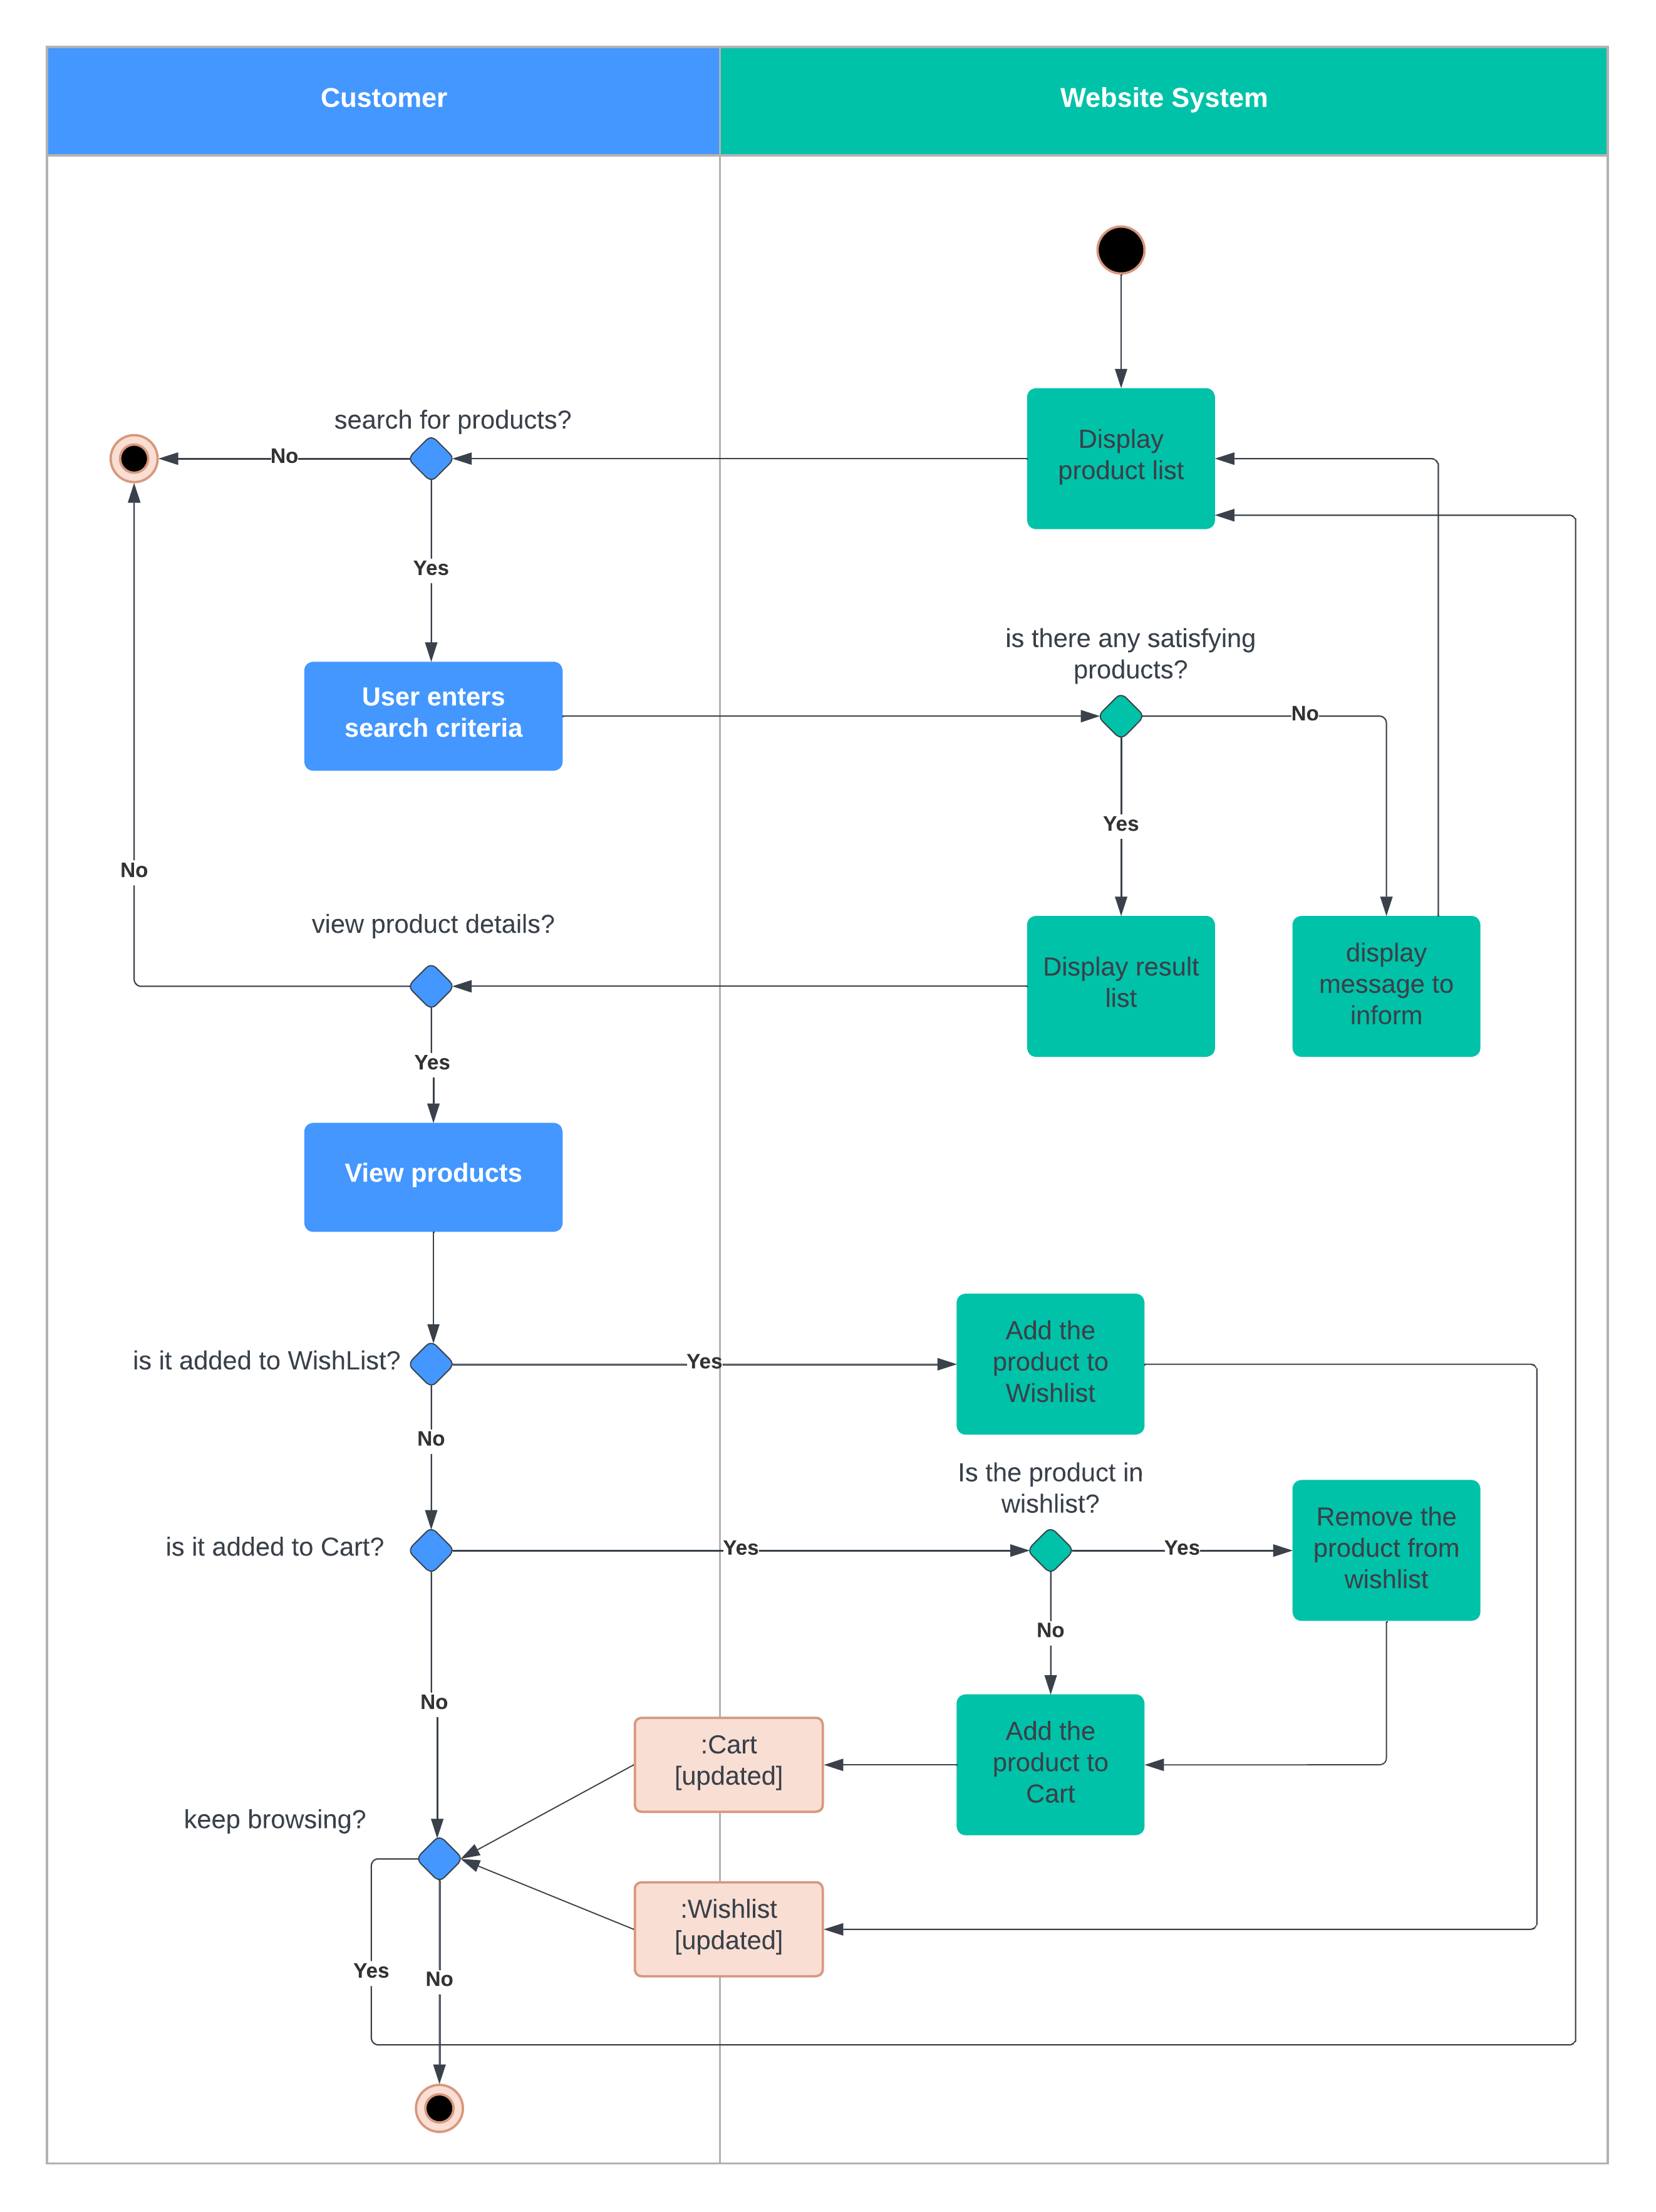 Customer
Website System
search for products?
No
Display
product list
Yes
is there any satisfying
products?
User enters
search criteria
No
Yes
No
view product details?
Display result
list
display
message to
inform
Yes
View products
is it added to WishList?
Yes
Add the
product to
Wishlist
No
Is the product in
wishlist?
is it added to Cart?
Yes
Yes
Remove the
product from
wishlist
No
No
:Cart
[updated]
Add the
product to
Cart
keep browsing?
:Wishlist
[updated]
Yes
No